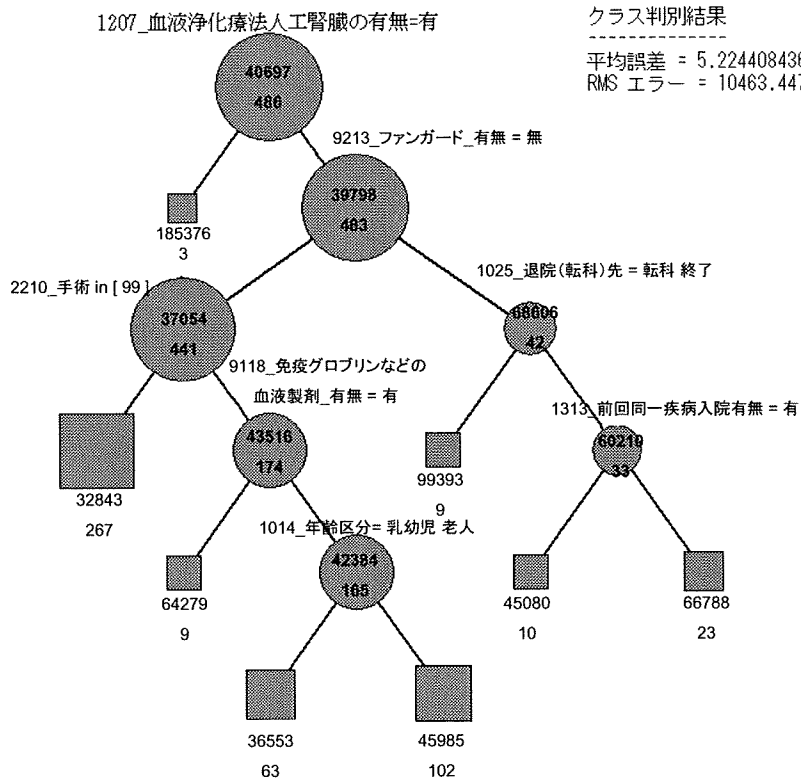 1207_血液浄化療法人工腎臓の有無=有
クラス判別結果
--------------
平均誤差 = 5.224408436
RMS エラー = 10463.447
40697
486
9213_ファンガード_有無 = 無
39798
483
185376
3
1025_退院(転科)先 = 転科 終了
2210_手術 in [ 99 ]
37054
441
68606
42
9118_免疫グロブリンなどの
血液製剤_有無 = 有
1313_前回同一疾病入院有無 = 有
43516
174
60219
33
32843
267
99393
9
1014_年齢区分= 乳幼児 老人
42384
165
64279
9
45080
10
66788
23
36553
63
45985
102